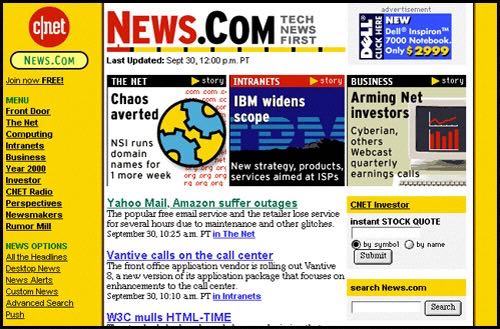 c|net
NEWS.COM
Join now FREE!
MENU
Front Door
The Net
Computing
Intranets
Business
Year 2000
Investor
CNET Radio
Perspectives
Newsmakers
Rumor Mill
NEWS OPTIONS
All the Headlines
Desktop News
News Alerts
Custom News
Advanced Search
Push
NEWS.COM
TECH
NEWS
FIRST
Last Updated: Sept 30, 12:00 p.m. PT
advertisement
DELL
CLICK HERE
NEW
Dell® Inspiron™
7000 Notebook.
Only $2999
THE NET
story
Chaos
averted
NSI runs
domain
names for
1 more week
.com .com .c
org org org
INTRANETS
story
IBM widens
scope
IBM
New strategy, products,
services aimed at ISPs
BUSINESS
story
Arming Net
investors
Cyberian,
others
Webcast
quarterly
earnings
calls
Yahoo Mail, Amazon suffer outages
The popular free email service and the retailer lose service
for several hours due to maintenance and other glitches.
September 30, 10:25 a.m. PT in The Net
Vantive calls on the call center
The front office application vendor is rolling out Vantive
8, a new version of its application package that focuses on
enhancements to the call center.
September 30, 10:10 a.m. PT in Intranets
W3C mulls HTML-TIME
CNET Investor
instant STOCK QUOTE
by symbol by name
Submit
search News.com
Search